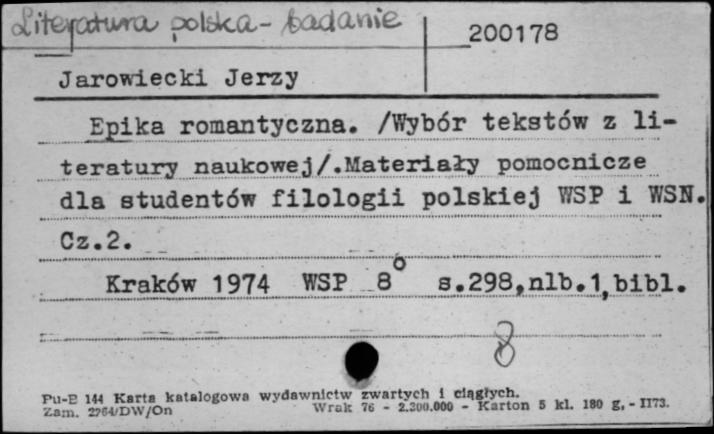 Literatura polska - badanie
200178
Jarowiecki Jerzy
Epika romantyczna. /Wybór tekstów z li-
teratury naukowej/.Materiały pomocnicze
dla studentów filologii polskiej WSP i WSN.
Cz.2.
Kraków 1974 WSP 8° s.298,nlb.1,bibl.
8
Pu-B 144 Karta katalogowa wydawnictw zwartych i ciągłych.
Zam. 2764/DW/On Wrak 76 - 2.300.000 - Karton 5 kl. 180 g, - II73.